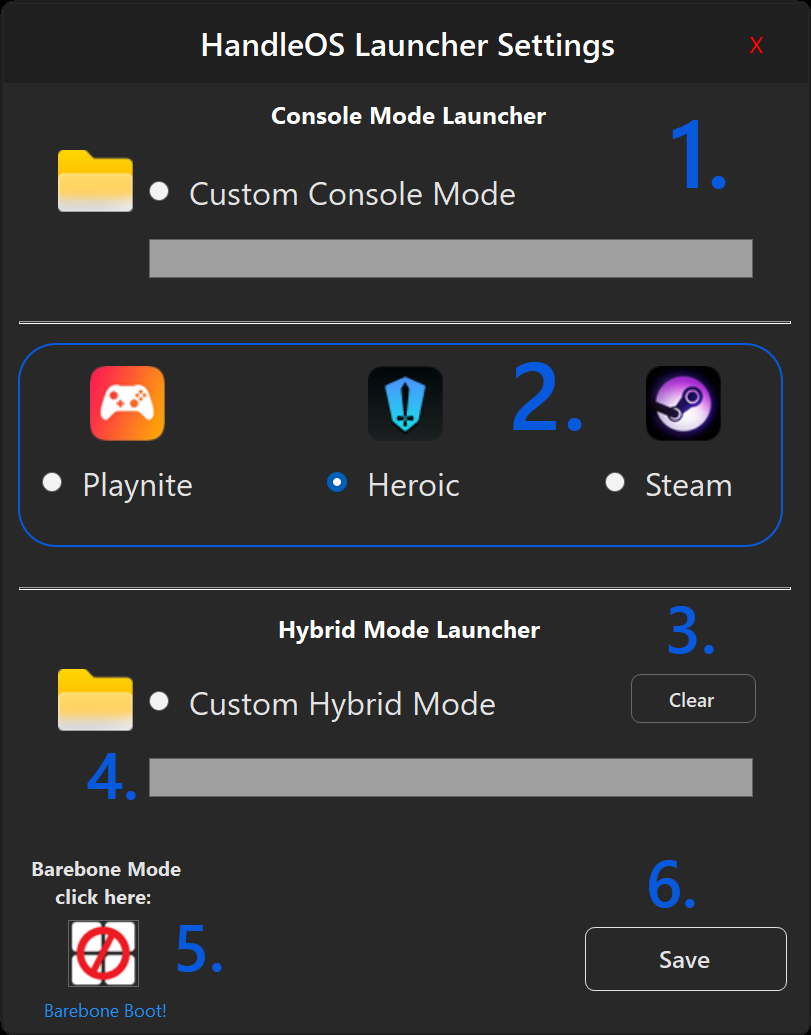 HandleOS Launcher Settings X
Console Mode Launcher
1.
Custom Console Mode
2.
Playnite Heroic Steam
Hybrid Mode Launcher
3.
Custom Hybrid Mode
Clear
4.
Barebone Mode
click here:
5.
Barebone Boot!
6.
Save